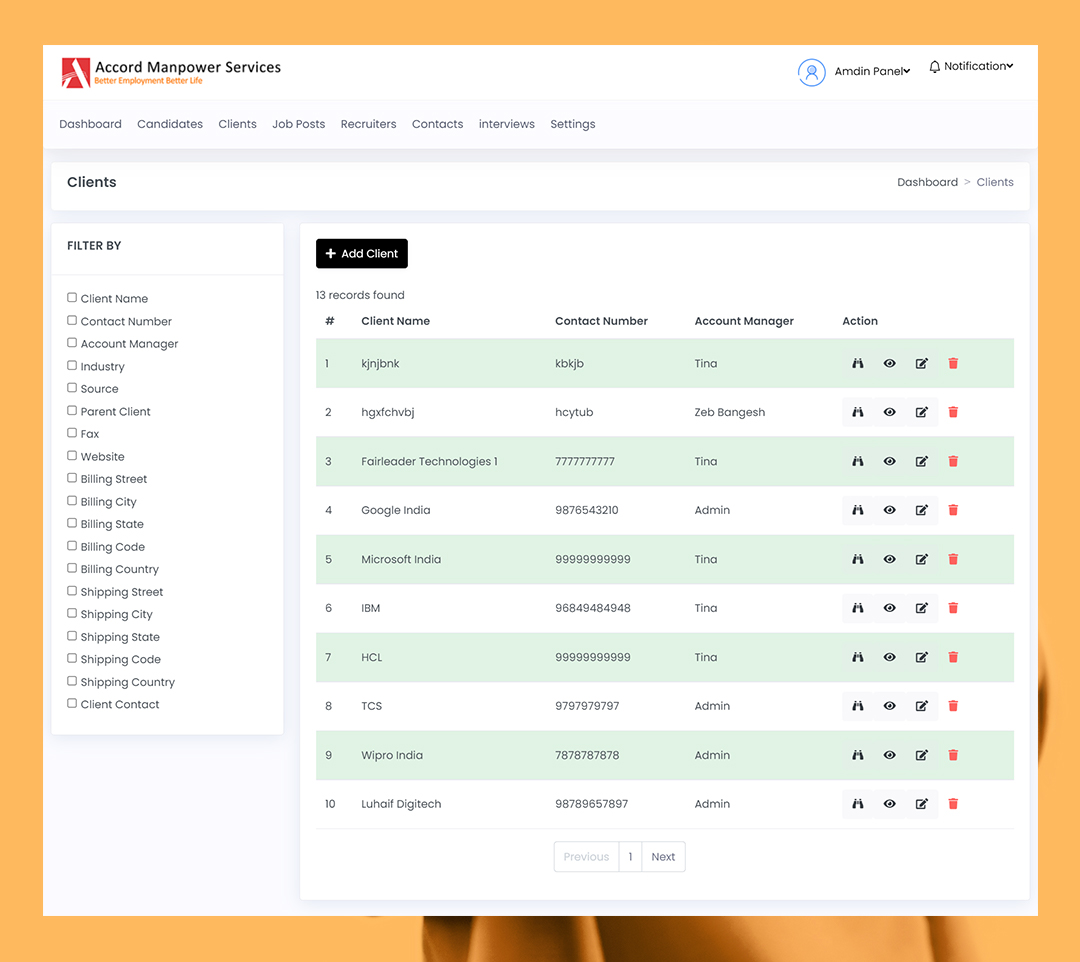 Accord Manpower Services
Better Employment Better Life
Amdin Panel
Notification
Dashboard Candidates Clients Job Posts Recruiters Contacts interviews Settings
Clients
Dashboard > Clients
FILTER BY
Client Name
Contact Number
Account Manager
Industry
Source
Parent Client
Fax
Website
Billing Street
Billing City
Billing State
Billing Code
Billing Country
Shipping Street
Shipping City
Shipping State
Shipping Code
Shipping Country
Client Contact
+ Add Client
13 records found
# Client Name Contact Number Account Manager Action
1 kjnjbnk kbkjb Tina
2 hgxfchvbj hcytub Zeb Bangesh
3 Fairleader Technologies 1 7777777777 Tina
4 Google India 9876543210 Admin
5 Microsoft India 99999999999 Tina
6 IBM 96849484948 Tina
7 HCL 99999999999 Tina
8 TCS 9797979797 Admin
9 Wipro India 7878787878 Admin
10 Luhaif Digitech 98789657897 Admin
Previous 1 Next